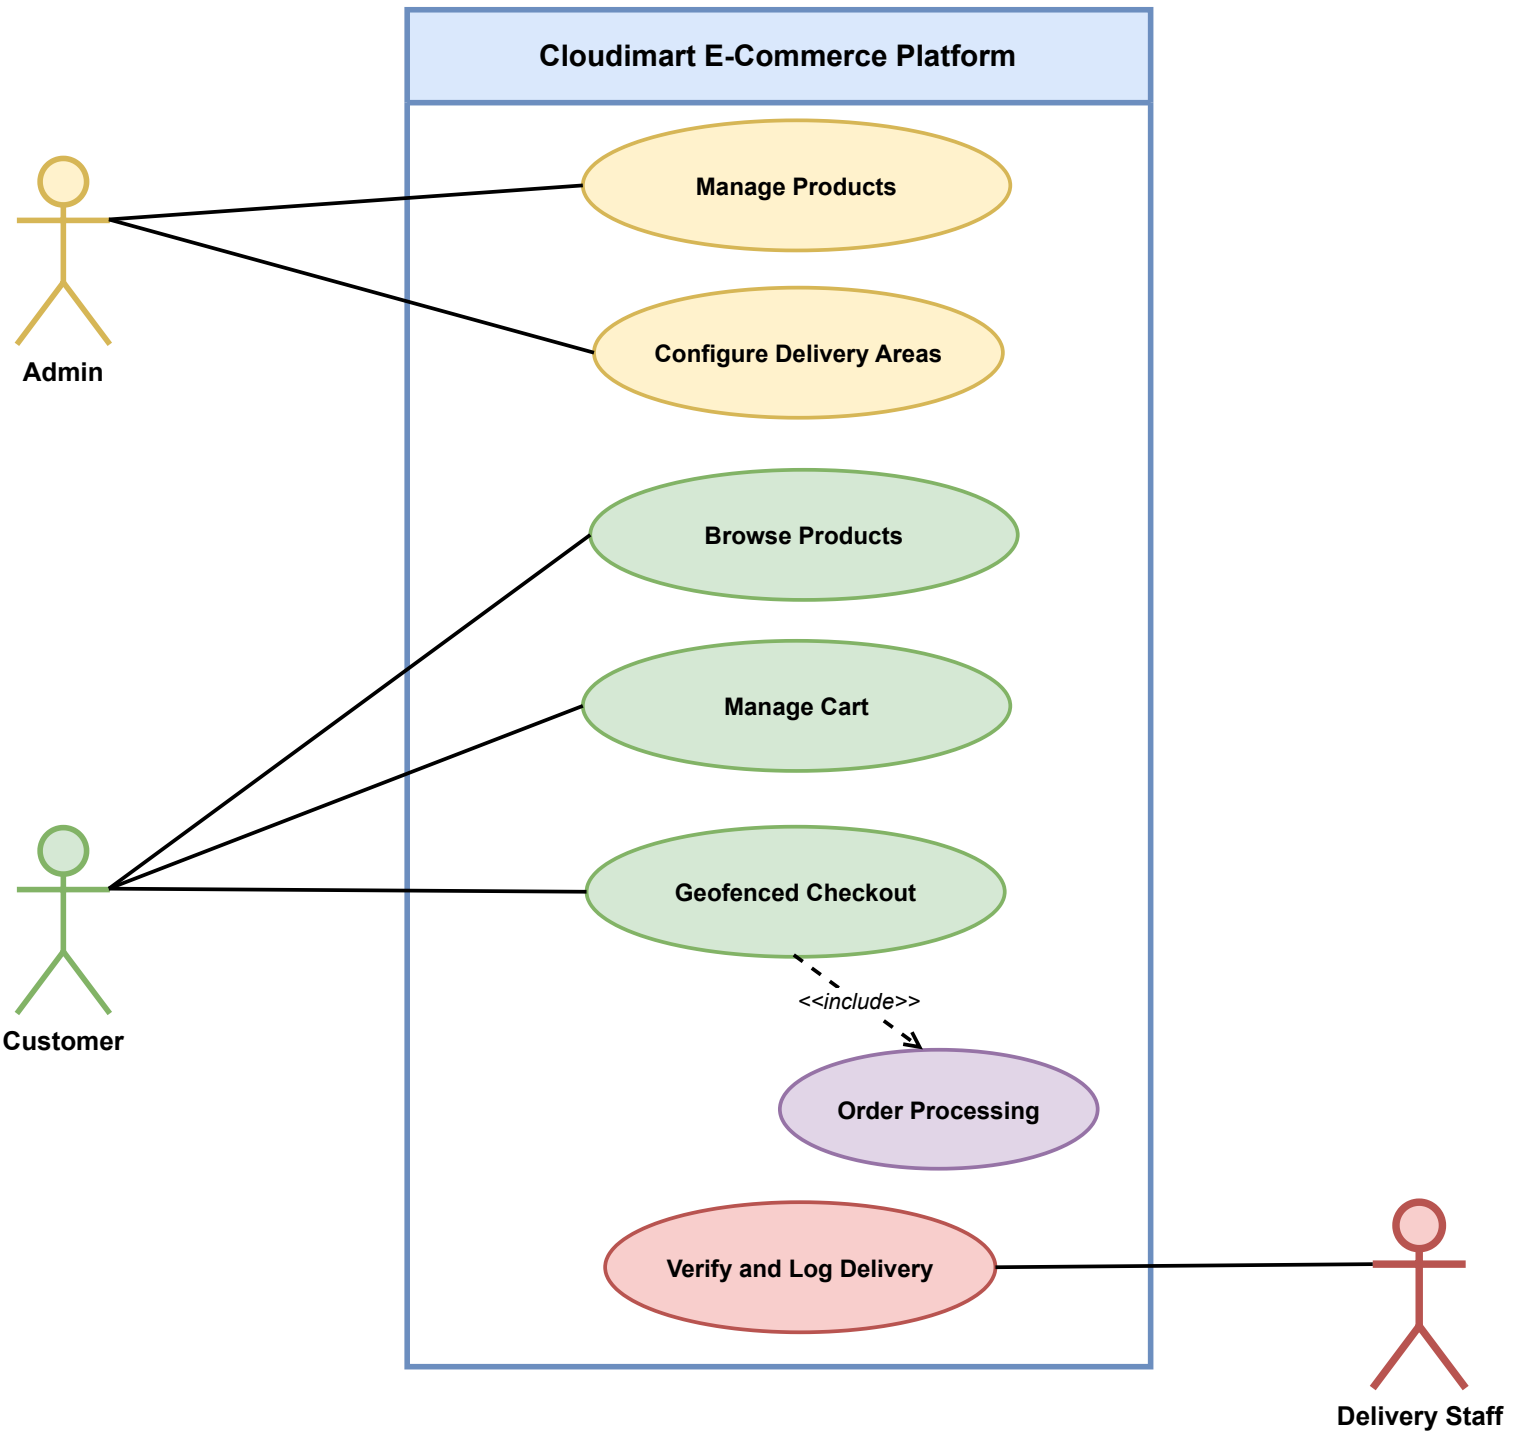 Cloudimart E-Commerce Platform
Manage Products
Configure Delivery Areas
Admin
Browse Products
Manage Cart
Geofenced Checkout
<<include>>
Customer
Order Processing
Verify and Log Delivery
Delivery Staff